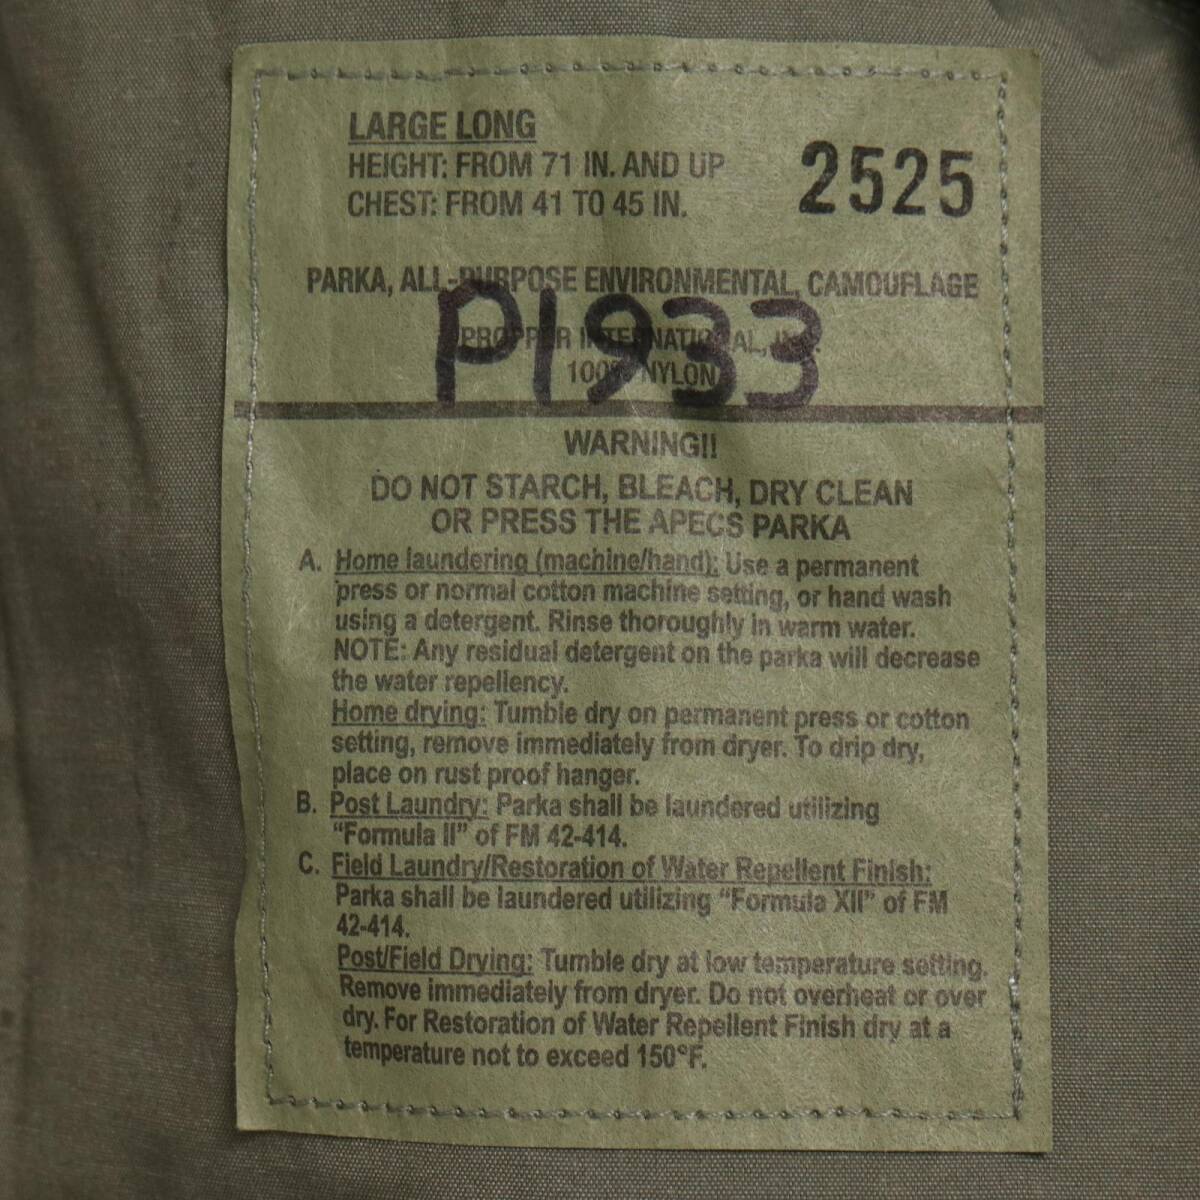 LARGE LONG
HEIGHT: FROM 71 IN. AND UP
CHEST: FROM 41 TO 45 IN.
2525
PARKA, ALL-PURPOSE ENVIRONMENTAL, CAMOUFLAGE
P1933
PROPPER INTERNATIONAL, INC.
100% NYLON
WARNING!!
DO NOT STARCH, BLEACH, DRY CLEAN
OR PRESS THE APECS PARKA
A. Home laundering (machine/hand): Use a permanent
press or normal cotton machine setting, or hand wash
using a detergent. Rinse thoroughly in warm water.
NOTE: Any residual detergent on the parka will decrease
the water repellency.
Home drying: Tumble dry on permanent press or cotton
setting, remove immediately from dryer. To drip dry,
place on rust proof hanger.
B. Post Laundry: Parka shall be laundered utilizing
“Formula II” of FM 42-414.
C. Field Laundry/Restoration of Water Repellent Finish:
Parka shall be laundered utilizing “Formula XII” of FM
42-414.
Post/Field Drying: Tumble dry at low temperature setting.
Remove immediately from dryer. Do not overheat or over
dry. For Restoration of Water Repellent Finish dry at a
temperature not to exceed 150°F.